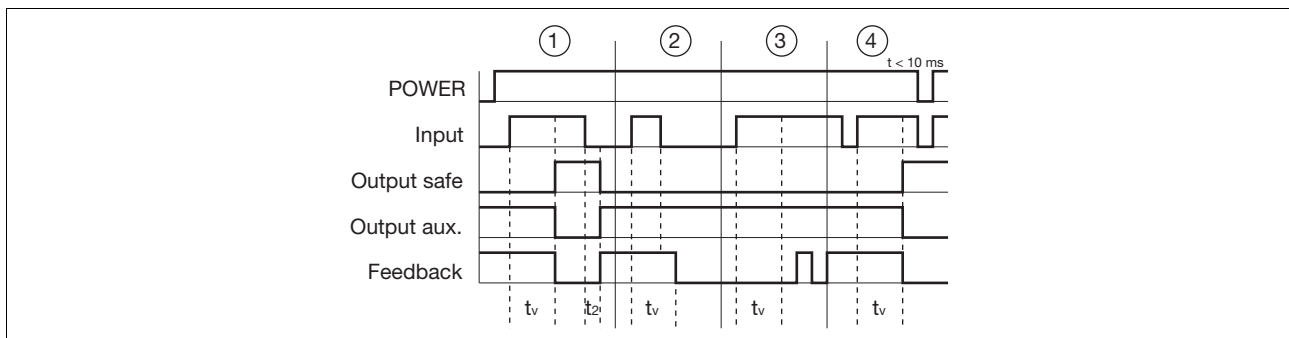 ① ② ③ ④
t < 10 ms
POWER
Input
Output safe
Output aux.
Feedback
tv t2 tv tv tv